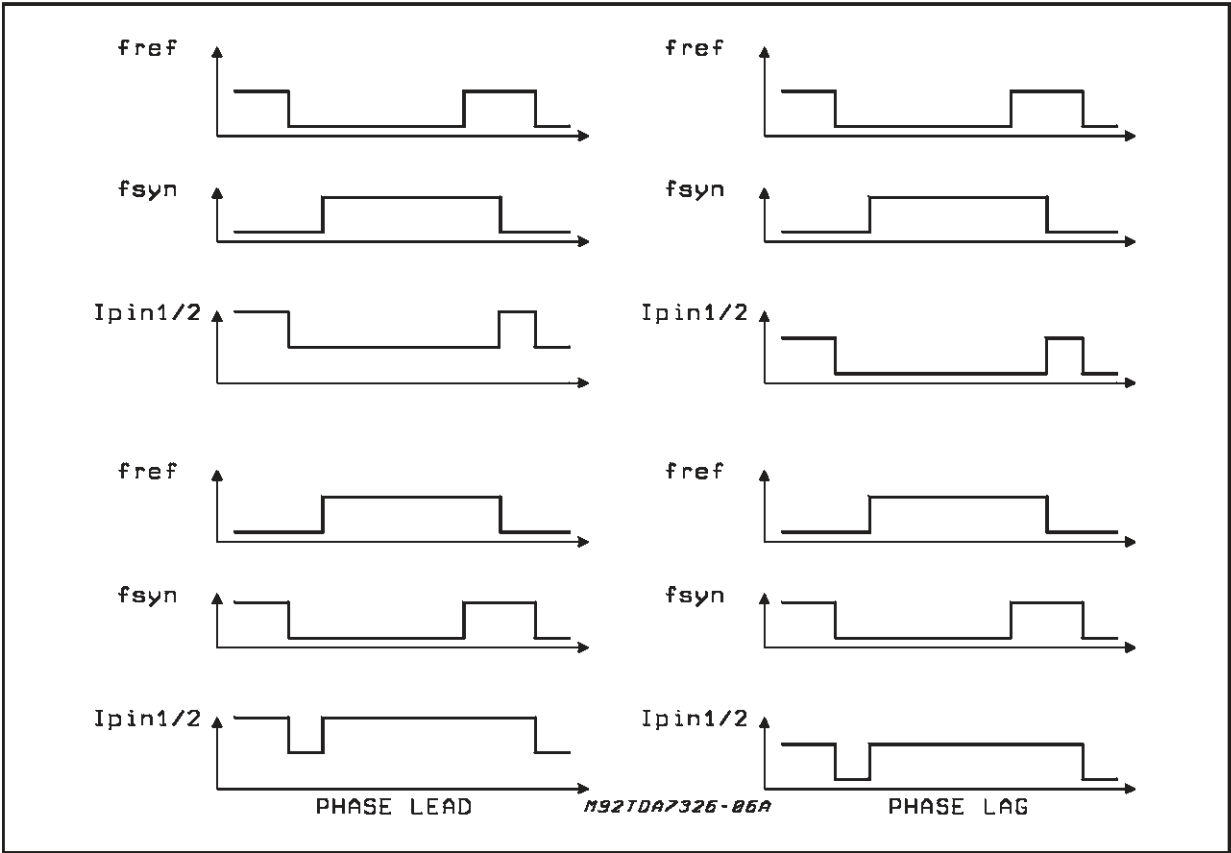 fref fref
fsyn fsyn
Ipin1/2 Ipin1/2
fref fref
fsyn fsyn
Ipin1/2 Ipin1/2
PHASE LEAD M92TDA7326-06A PHASE LAG